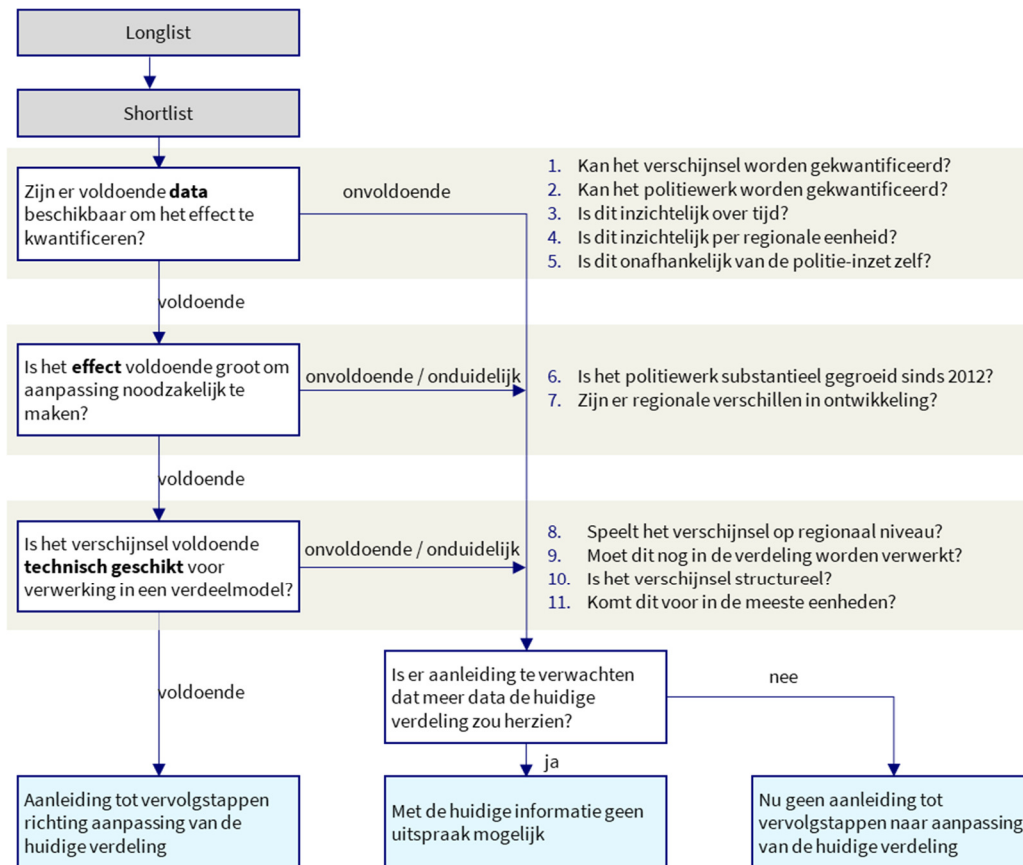 Longlist
Shortlist
Zijn er voldoende data
beschikbaar om het effect te
kwantificeren?
onvoldoende
1. Kan het verschijnsel worden gekwantificeerd?
2. Kan het politiewerk worden gekwantificeerd?
3. Is dit inzichtelijk over tijd?
4. Is dit inzichtelijk per regionale eenheid?
5. Is dit onafhankelijk van de politie-inzet zelf?
voldoende
Is het effect voldoende groot om
aanpassing noodzakelijk te
maken?
onvoldoende / onduidelijk
6. Is het politiewerk substantieel gegroeid sinds 2012?
7. Zijn er regionale verschillen in ontwikkeling?
voldoende
Is het verschijnsel voldoende
technisch geschikt voor
verwerking in een verdeelmodel?
onvoldoende / onduidelijk
8. Speelt het verschijnsel op regionaal niveau?
9. Moet dit nog in de verdeling worden verwerkt?
10. Is het verschijnsel structureel?
11. Komt dit voor in de meeste eenheden?
voldoende
Is er aanleiding te verwachten
dat meer data de huidige
verdeling zou herzien?
nee
ja
Aanleiding tot vervolgstappen
richting aanpassing van de
huidige verdeling
Met de huidige informatie geen
uitspraak mogelijk
Nu geen aanleiding tot
vervolgstappen naar aanpassing
van de huidige verdeling